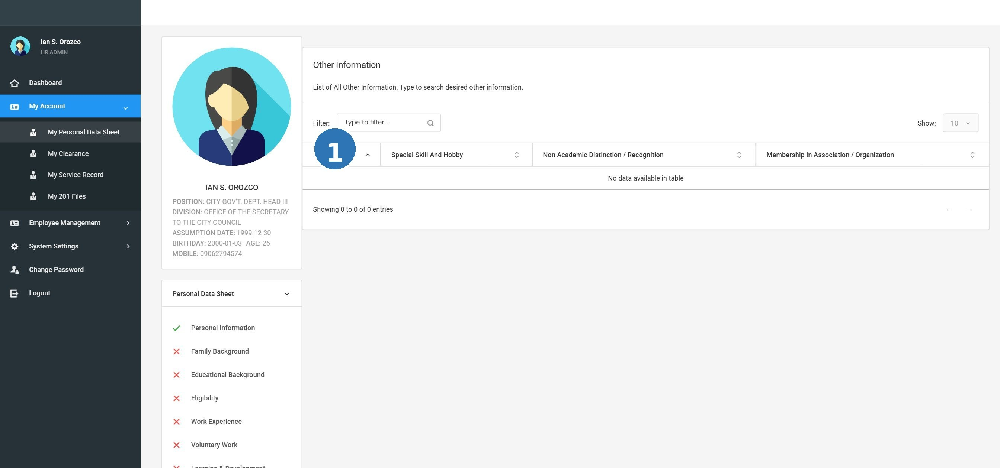 Ian S. Orozco
HR ADMIN
Dashboard
My Account
My Personal Data Sheet
My Clearance
My Service Record
My 201 Files
Employee Management
System Settings
Change Password
Logout
IAN S. OROZCO
POSITION: CITY GOV'T. DEPT. HEAD III
DIVISION: OFFICE OF THE SECRETARY
TO THE CITY COUNCIL
ASSUMPTION DATE: 1999-12-30
BIRTHDAY: 2000-01-03 AGE: 26
MOBILE: 09062794574
Personal Data Sheet
Personal Information
Family Background
Educational Background
Eligibility
Work Experience
Voluntary Work
Learning & Development
Other Information
List of All Other Information. Type to search desired other information.
Filter: Type to filter... Show: 10
1 Special Skill And Hobby Non Academic Distinction / Recognition Membership In Association / Organization
No data available in table
Showing 0 to 0 of 0 entries ← →